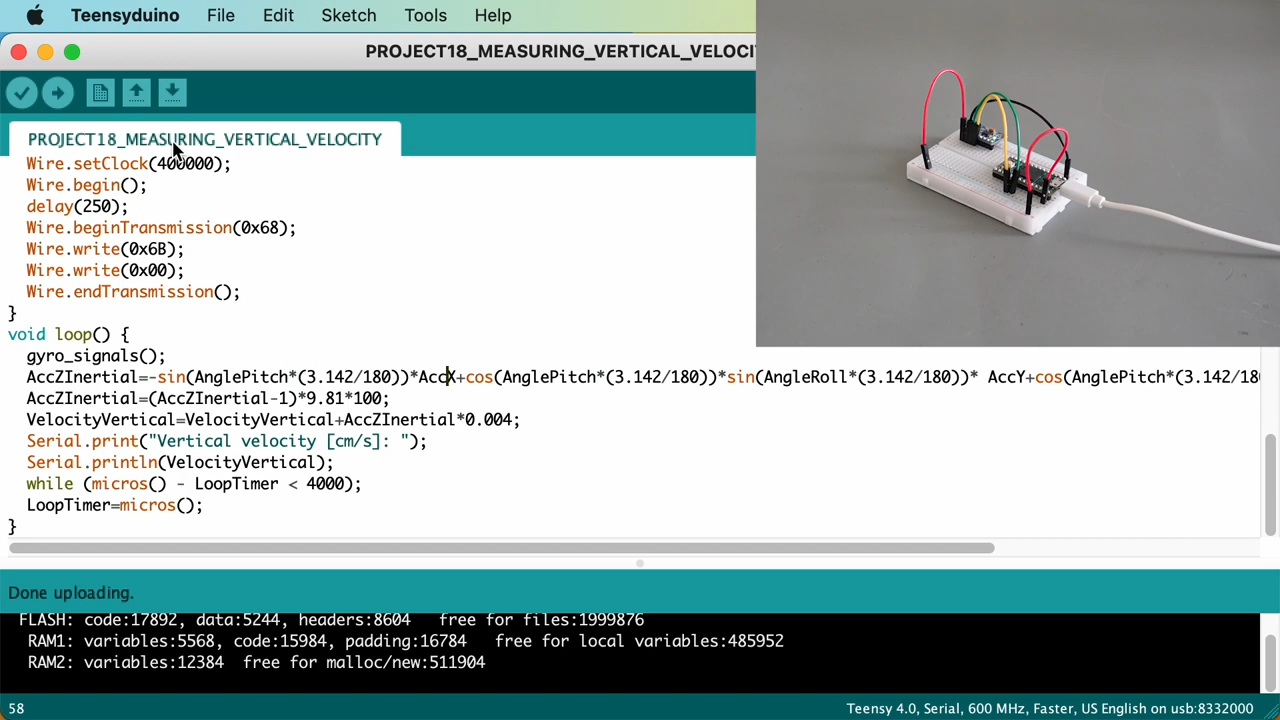 Teensyduino File Edit Sketch Tools Help
PROJECT18_MEASURING_VERTICAL_VELOCI
PROJECT18_MEASURING_VERTICAL_VELOCITY
Wire.setClock(400000);
Wire.begin();
delay(250);
Wire.beginTransmission(0x68);
Wire.write(0x6B);
Wire.write(0x00);
Wire.endTransmission();
}
void loop() {
gyro_signals();
AccZInertial=-sin(AnglePitch*(3.142/180))*AccX+cos(AnglePitch*(3.142/180))*sin(AngleRoll*(3.142/180))* AccY+cos(AnglePitch*(3.142/18
AccZInertial=(AccZInertial-1)*9.81*100;
VelocityVertical=VelocityVertical+AccZInertial*0.004;
Serial.print("Vertical velocity [cm/s]: ");
Serial.println(VelocityVertical);
while (micros() - LoopTimer < 4000);
LoopTimer=micros();
}
Done uploading.
FLASH: code:17892, data:5244, headers:8604 free for files:1999876
RAM1: variables:5568, code:15984, padding:16784 free for local variables:485952
RAM2: variables:12384 free for malloc/new:511904
58 Teensy 4.0, Serial, 600 MHz, Faster, US English on usb:8332000